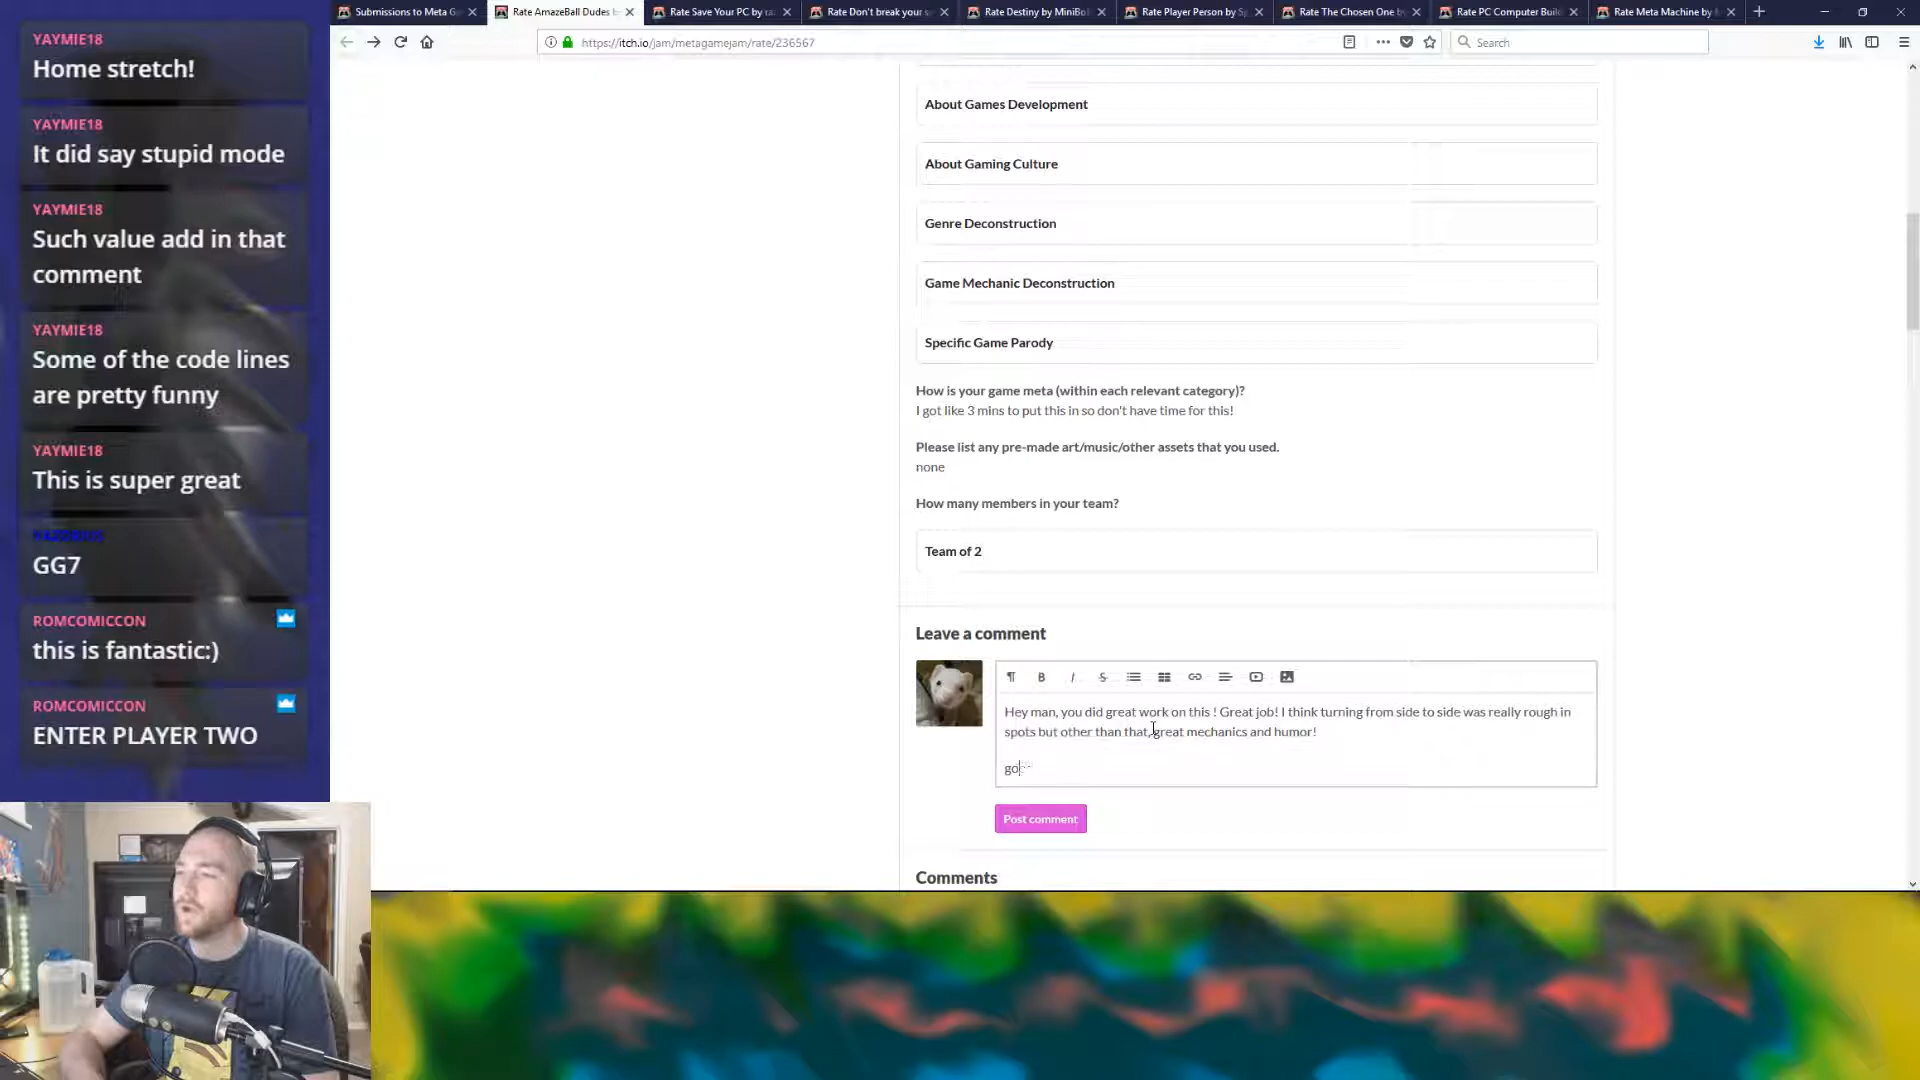 Submissions to Meta G
Rate AmazeBall Dudes
Rate Save Your PC by
Rate Don't break your s
Rate Destiny by MiniBo
Rate Player Person by S
Rate The Chosen One by
Rate PC Computer Buil
Rate Meta Machine by
https://itch.io/jam/metagamejam/rate/236567
Search
YAYMIE18
Home stretch!
YAYMIE18
It did say stupid mode
YAYMIE18
Such value add in that
comment
YAYMIE18
Some of the code lines
are pretty funny
YAYMIE18
This is super great
GG7
ROMCOMICCON
this is fantastic:)
ROMCOMICCON
ENTER PLAYER TWO
About Games Development
About Gaming Culture
Genre Deconstruction
Game Mechanic Deconstruction
Specific Game Parody
How is your game meta (within each relevant category)?
I got like 3 mins to put this in so don't have time for this!
Please list any pre-made art/music/other assets that you used.
none
How many members in your team?
Team of 2
Leave a comment
Hey man, you did great work on this ! Great job! I think turning from side to side was really rough in
spots but other than that, great mechanics and humor!
go
Post comment
Comments